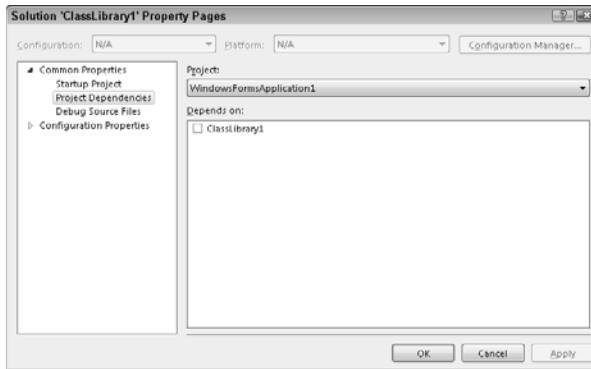 Solution 'ClassLibrary1' Property Pages
Configuration: N/A Platform: N/A Configuration Manager...
Common Properties
Startup Project
Project Dependencies
Debug Source Files
Configuration Properties
Project:
WindowsFormsApplication1
Depends on:
ClassLibrary1
OK Cancel Apply